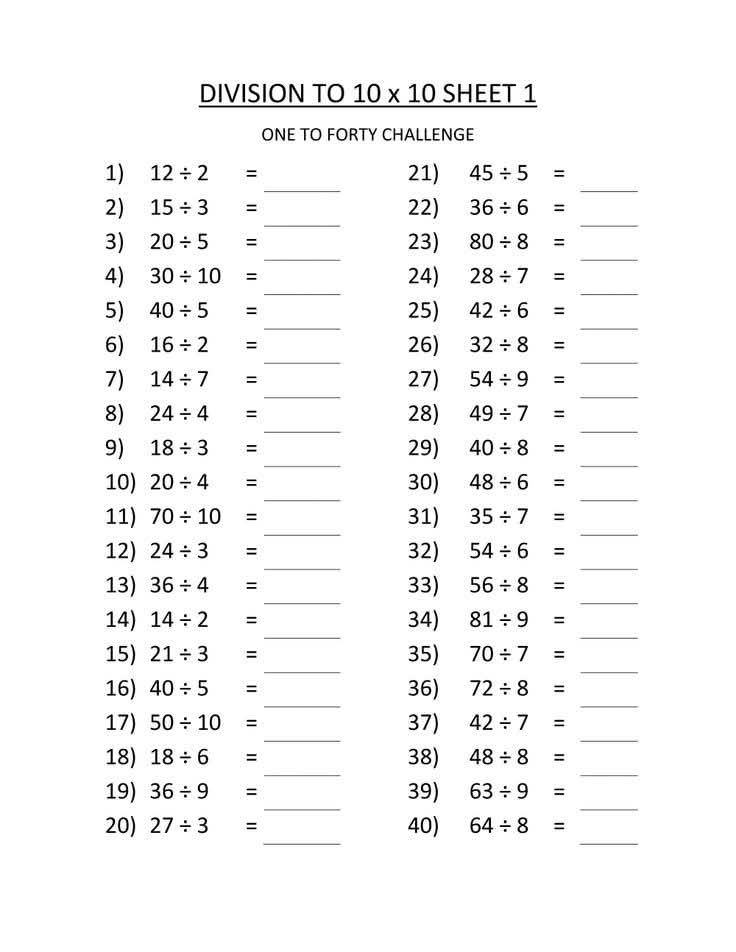 DIVISION TO 10 x 10 SHEET 1
ONE TO FORTY CHALLENGE
1) 12 ÷ 2 =
2) 15 ÷ 3 =
3) 20 ÷ 5 =
4) 30 ÷ 10 =
5) 40 ÷ 5 =
6) 16 ÷ 2 =
7) 14 ÷ 7 =
8) 24 ÷ 4 =
9) 18 ÷ 3 =
10) 20 ÷ 4 =
11) 70 ÷ 10 =
12) 24 ÷ 3 =
13) 36 ÷ 4 =
14) 14 ÷ 2 =
15) 21 ÷ 3 =
16) 40 ÷ 5 =
17) 50 ÷ 10 =
18) 18 ÷ 6 =
19) 36 ÷ 9 =
20) 27 ÷ 3 =
21) 45 ÷ 5 =
22) 36 ÷ 6 =
23) 80 ÷ 8 =
24) 28 ÷ 7 =
25) 42 ÷ 6 =
26) 32 ÷ 8 =
27) 54 ÷ 9 =
28) 49 ÷ 7 =
29) 40 ÷ 8 =
30) 48 ÷ 6 =
31) 35 ÷ 7 =
32) 54 ÷ 6 =
33) 56 ÷ 8 =
34) 81 ÷ 9 =
35) 70 ÷ 7 =
36) 72 ÷ 8 =
37) 42 ÷ 7 =
38) 48 ÷ 8 =
39) 63 ÷ 9 =
40) 64 ÷ 8 =